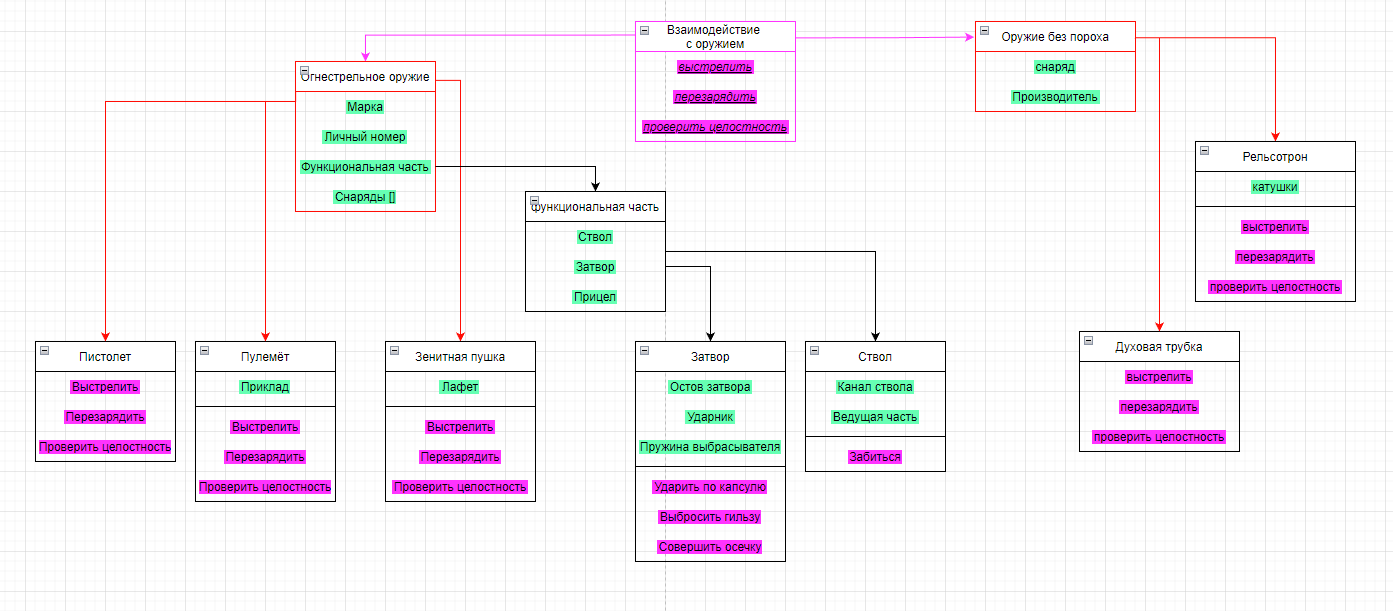 Взаимодействие
с оружием
выстрелить
перезарядить
проверить целостность
Оружие без пороха
снаряд
Производитель
Огнестрельное оружие
Марка
Личный номер
Функциональная часть
Снаряды []
Рельсотрон
катушки
выстрелить
перезарядить
проверить целостность
функциональная часть
Ствол
Затвор
Прицел
Пистолет
Выстрелить
Перезарядить
Проверить целостность
Пулемёт
Приклад
Выстрелить
Перезарядить
Проверить целостность
Зенитная пушка
Лафет
Выстрелить
Перезарядить
Проверить целостность
Затвор
Остов затвора
Ударник
Пружина выбрасывателя
Ударить по капсулю
Выбросить гильзу
Совершить осечку
Ствол
Канал ствола
Ведущая часть
Забиться
Духовая трубка
выстрелить
перезарядить
проверить целостность